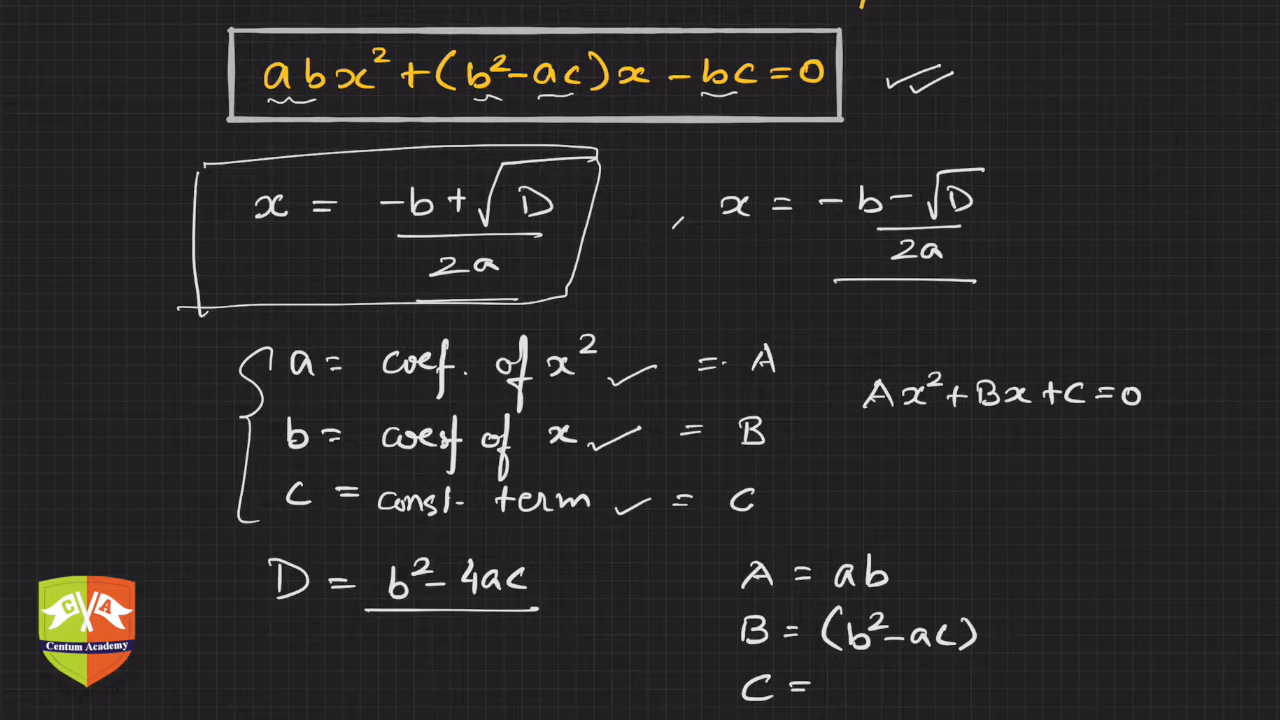 abx²+(b²-ac)x-bc=0
x = -b+√D / 2a , x = -b-√D / 2a
a = coef. of x² = A
Ax²+Bx+C=0
b = coef of x = B
c = const. term = C
D = b²-4ac
A = ab
B = (b²-ac)
C =
C A
Centum Academy